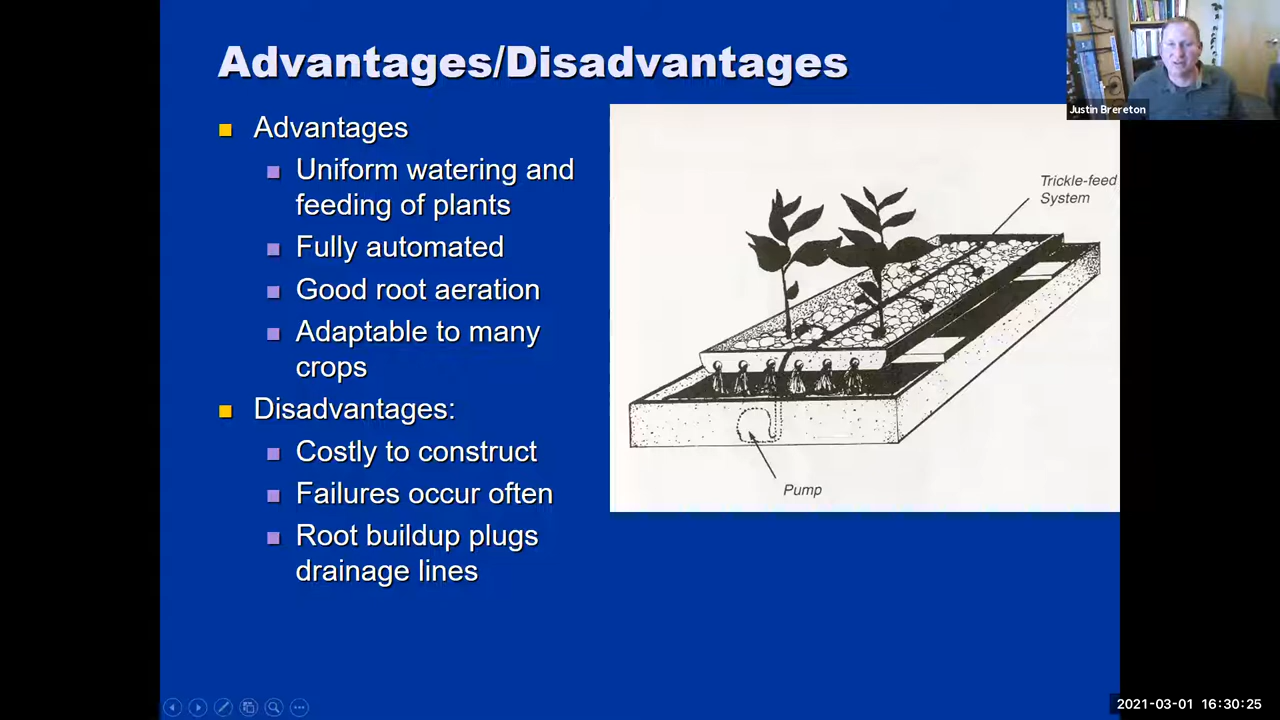 Advantages/Disadvantages
Advantages
Uniform watering and
feeding of plants
Fully automated
Good root aeration
Adaptable to many
crops
Disadvantages:
Costly to construct
Failures occur often
Root buildup plugs
drainage lines
Trickle-feed
System
Pump
Justin Brereton
2021-03-01 16:30:25